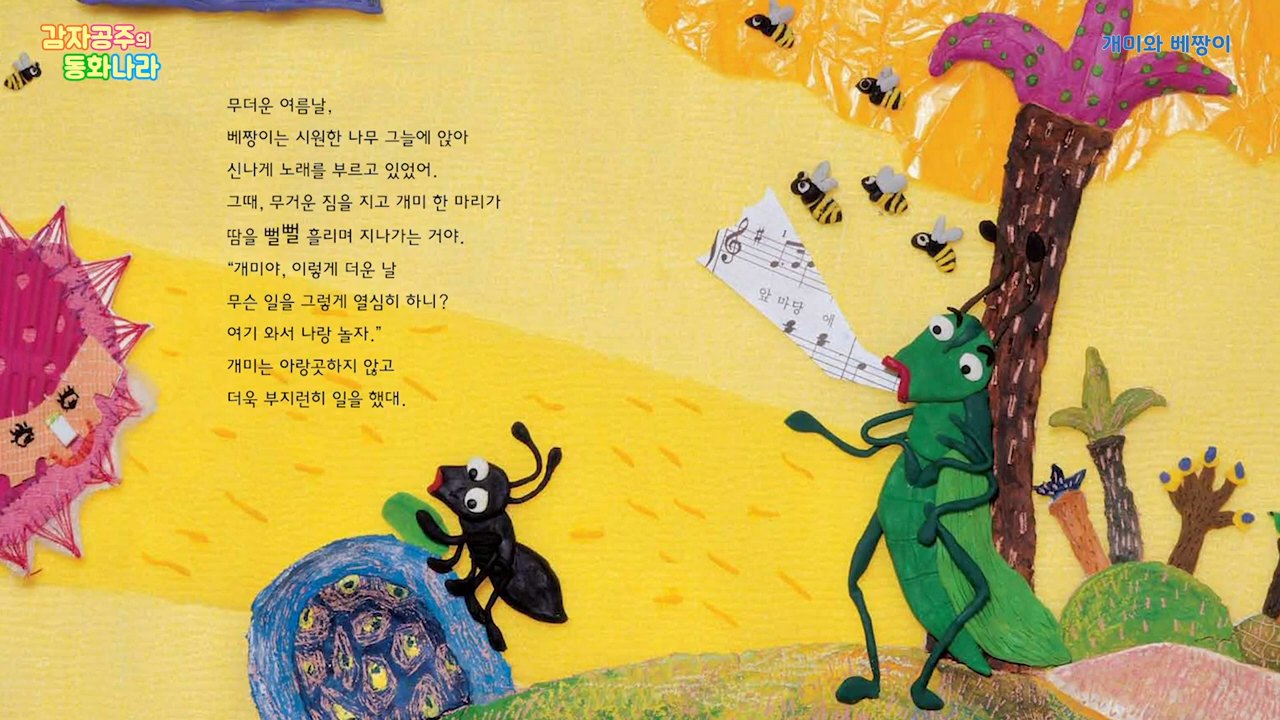 감자공주의
동화나라
개미와 베짱이
무더운 여름날,
베짱이는 시원한 나무 그늘에 앉아
신나게 노래를 부르고 있었어.
그때, 무거운 짐을 지고 개미 한 마리가
땀을 뻘뻘 흘리며 지나가는 거야.
“개미야, 이렇게 더운 날
무슨 일을 그렇게 열심히 하니?
여기 와서 나랑 놀자.”
개미는 아랑곳하지 않고
더욱 부지런히 일을 했대.
앞 마당 에